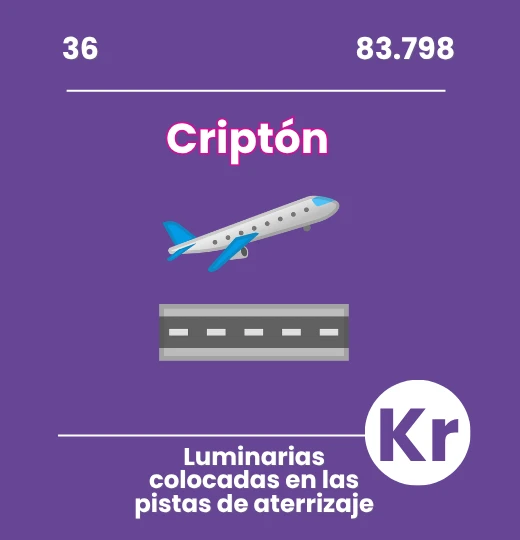 36 83.798
Criptón
Kr
Luminarias
colocadas en las
pistas de aterrizaje